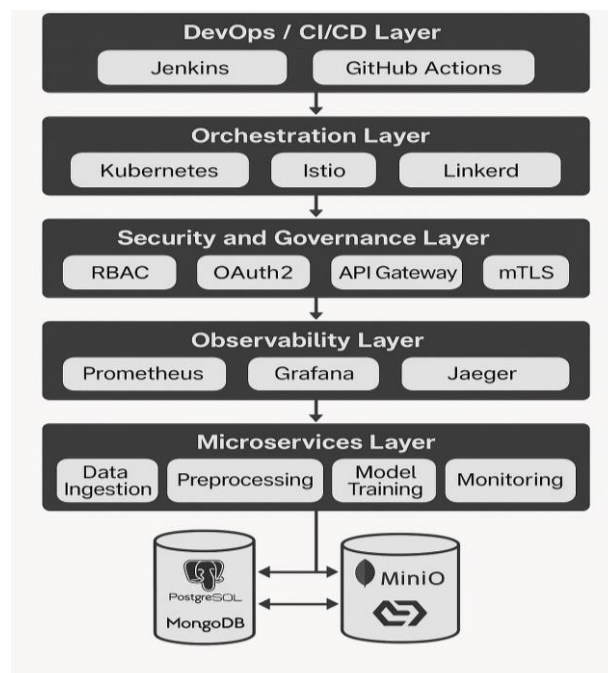 DevOps / CI/CD Layer
Jenkins
GitHub Actions
Orchestration Layer
Kubernetes
Istio
Linkerd
Security and Governance Layer
RBAC
OAuth2
API Gateway
mTLS
Observability Layer
Prometheus
Grafana
Jaeger
Microservices Layer
Data
Ingestion
Preprocessing
Model
Training
Monitoring
PostgreSOL
MongoDB
MiniO